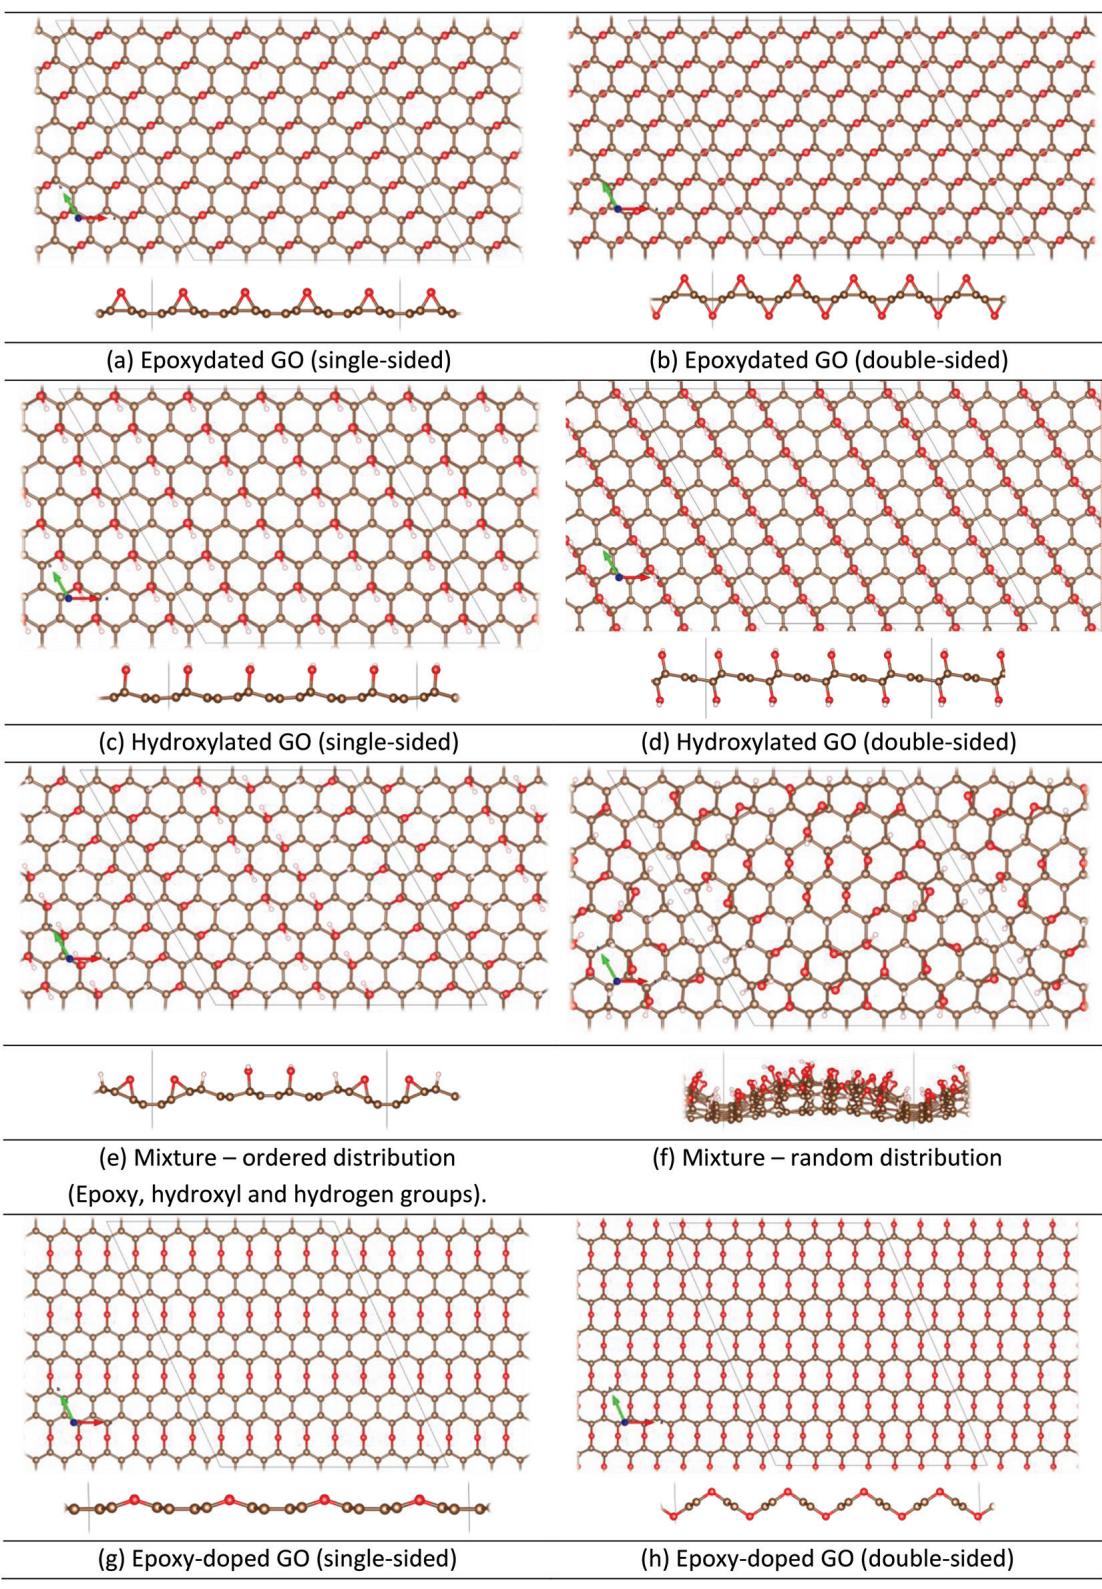 (a) Epoxydated GO (single-sided)
(b) Epoxydated GO (double-sided)
(c) Hydroxylated GO (single-sided)
(d) Hydroxylated GO (double-sided)
(e) Mixture – ordered distribution
(Epoxy, hydroxyl and hydrogen groups).
(f) Mixture – random distribution
(g) Epoxy-doped GO (single-sided)
(h) Epoxy-doped GO (double-sided)